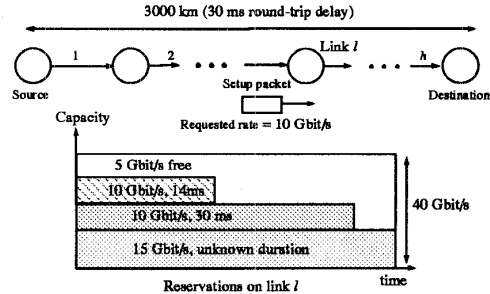 3000 km (30 ms round-trip delay)
Link l
1
2
h
Source
Setup packet
Destination
Requested rate = 10 Gbit/s
Capacity
5 Gbit/s free
10 Gbit/s, 14ms
10 Gbit/s, 30 ms
40 Gbit/s
15 Gbit/s, unknown duration
time
Reservations on link l